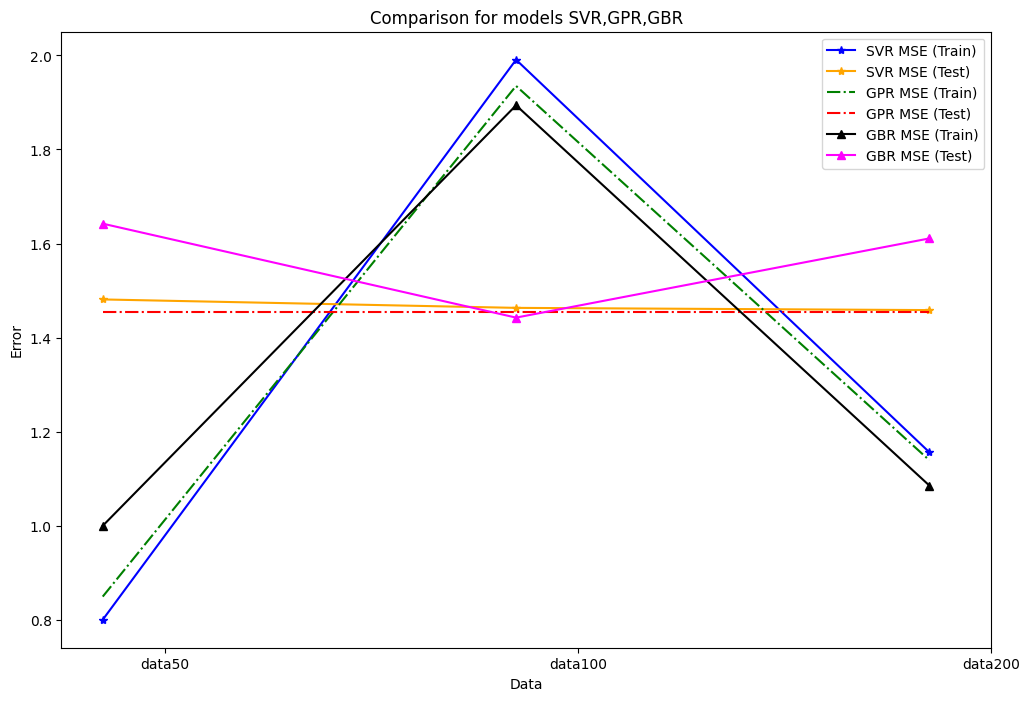 Comparison for models SVR,GPR,GBR
SVR MSE (Train)
SVR MSE (Test)
GPR MSE (Train)
GPR MSE (Test)
GBR MSE (Train)
GBR MSE (Test)
Error
2.0
1.8
1.6
1.4
1.2
1.0
0.8
data50
data100
data200
Data